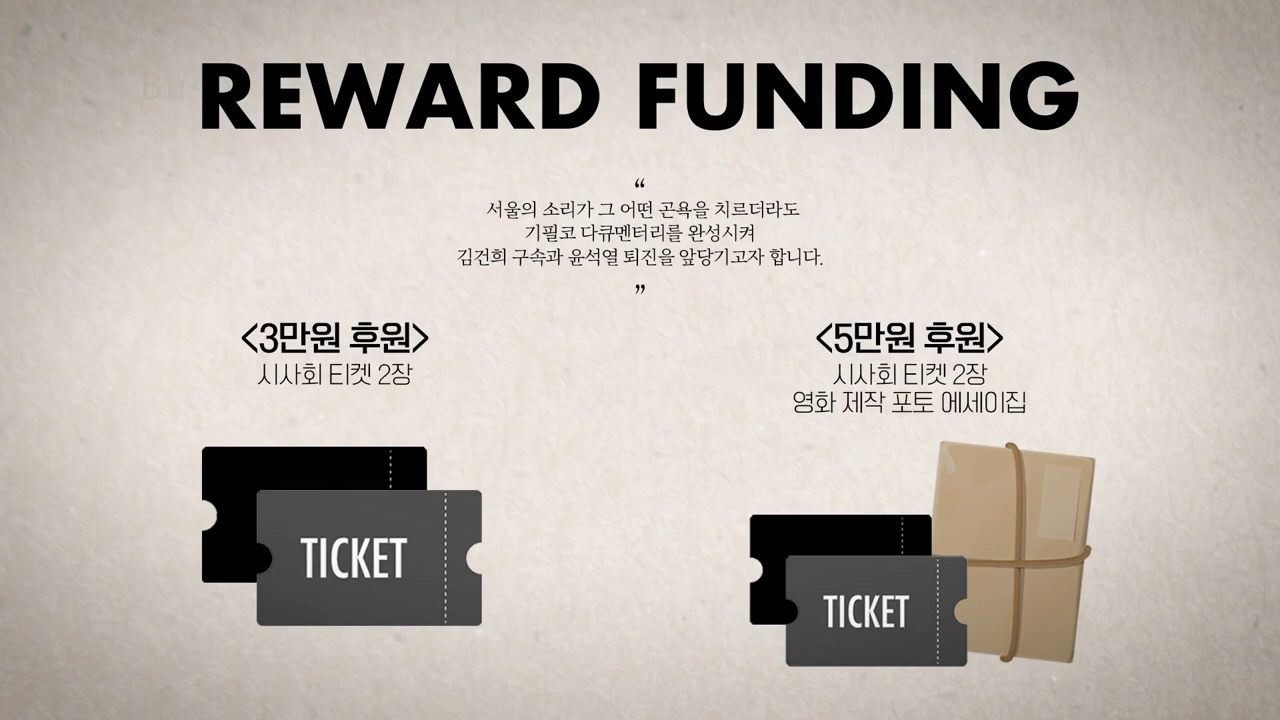 REWARD FUNDING
“
서울의 소리가 그 어떤 곤욕을 치르더라도
기필코 다큐멘터리를 완성시켜
김건희 구속과 윤석열 퇴진을 앞당기고자 합니다.
”
<3만원 후원>
시사회 티켓 2장
<5만원 후원>
시사회 티켓 2장
영화 제작 포토 에세이집
TICKET
TICKET